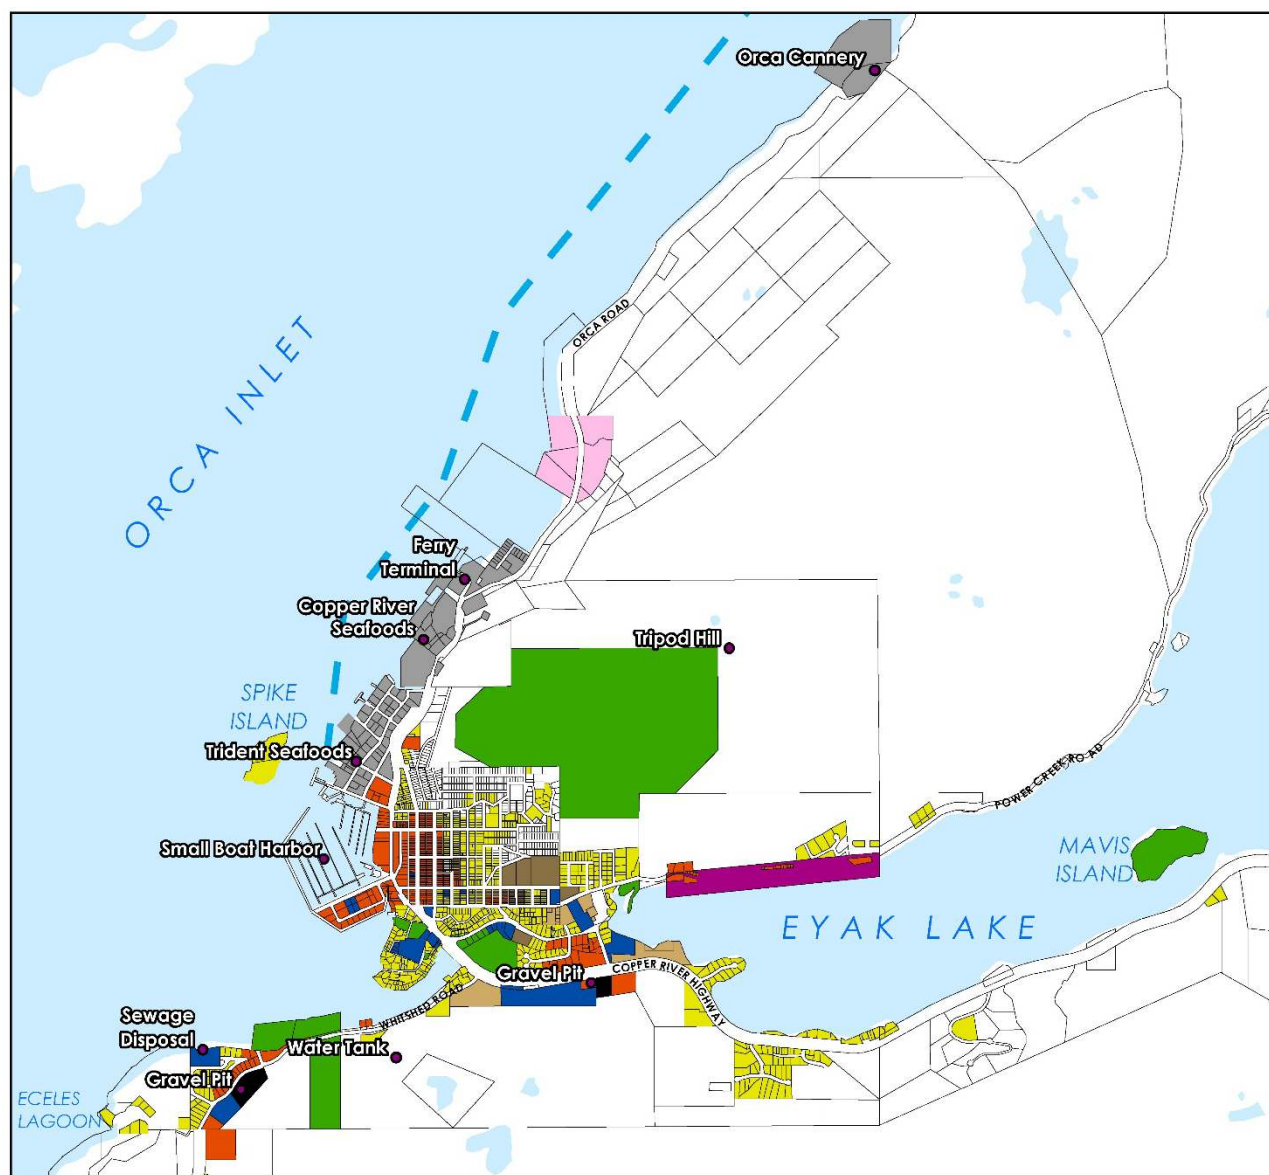 Orca Cannery
ORCA ROAD
ORCA INLET
Ferry
Terminal
Copper River
Seafoods
Tripod Hill
SPIKE
ISLAND
Trident Seafoods
POWER CREEK ROAD
Small Boat Harbor
MAVIS
ISLAND
EYAK LAKE
Gravel Pit
COPPER RIVER HIGHWAY
WHITSHED ROAD
Sewage
Disposal
Water Tank
Gravel Pit
ECELES
LAGOON